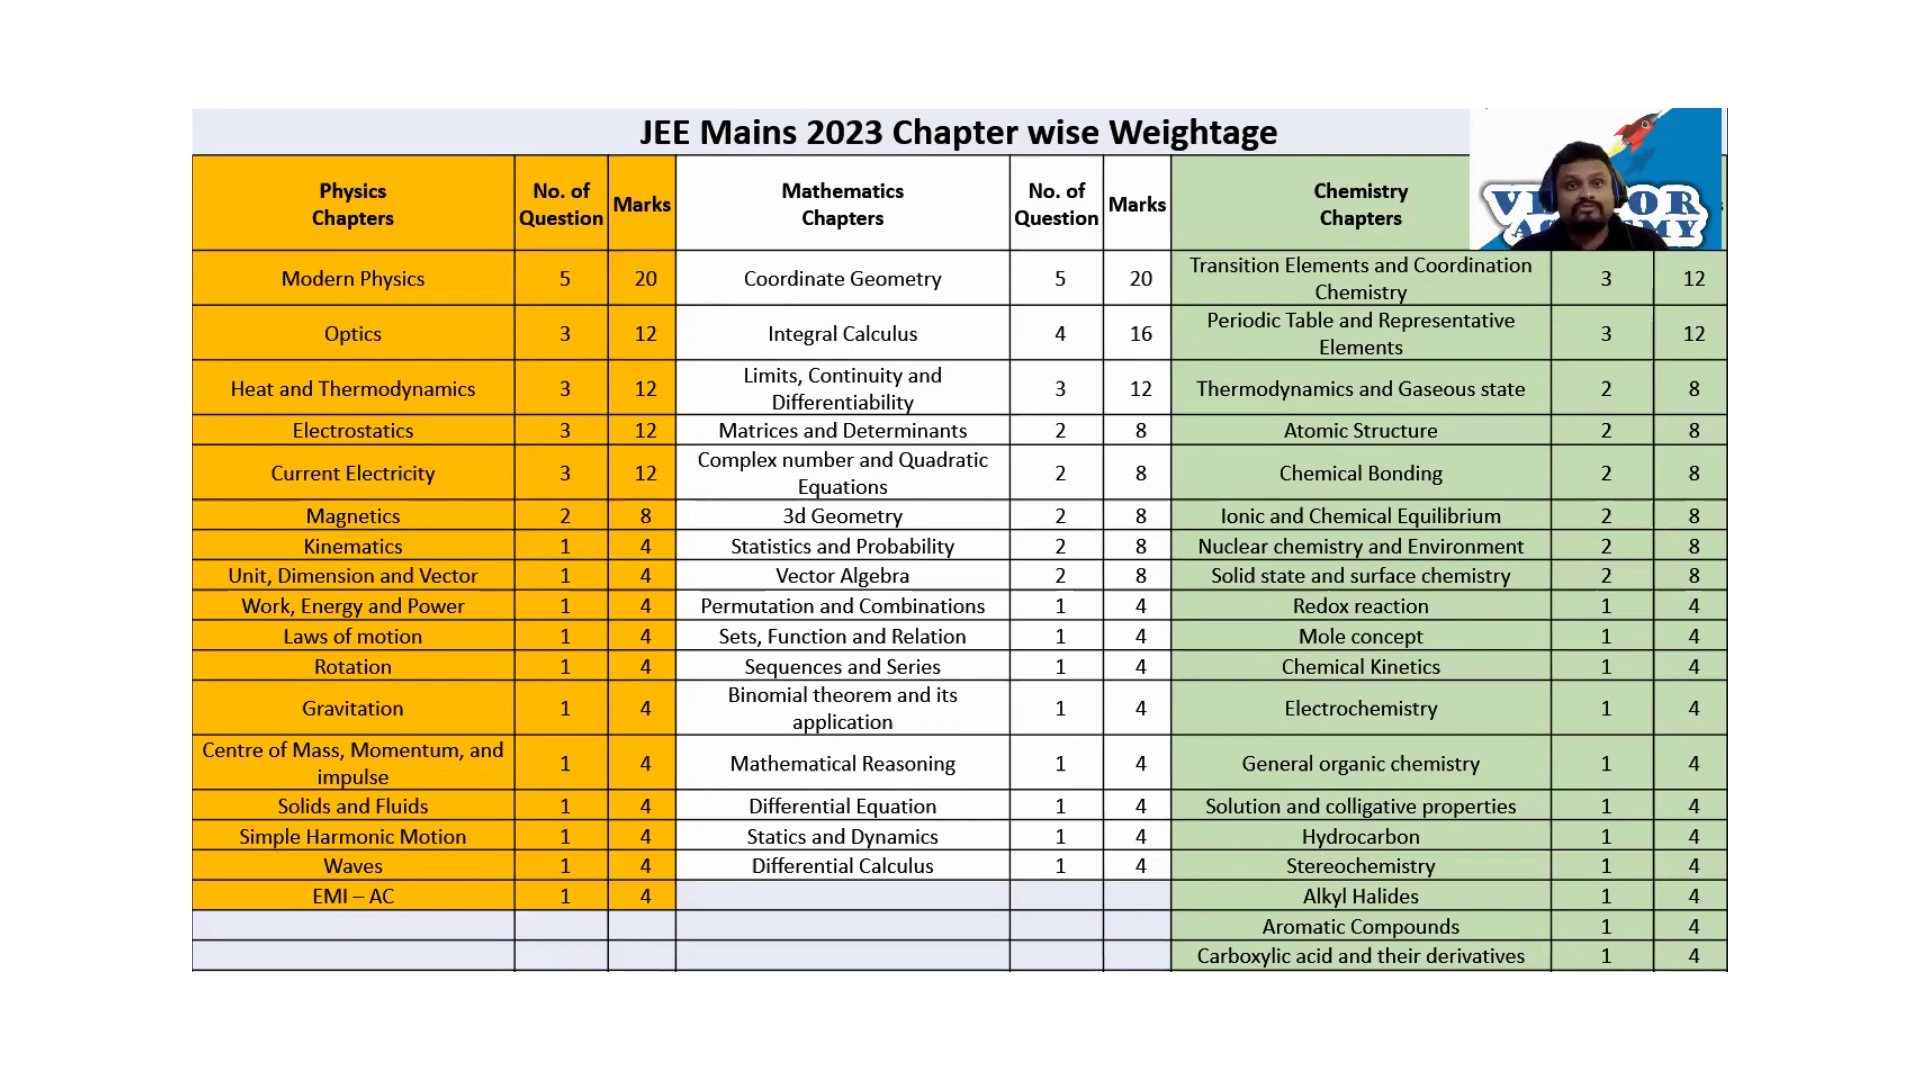 JEE Mains 2023 Chapter wise Weightage
Physics Chapters No. of Question Marks Mathematics Chapters No. of Question Marks Chemistry Chapters
Modern Physics 5 20 Coordinate Geometry 5 20 Transition Elements and Coordination Chemistry 3 12
Optics 3 12 Integral Calculus 4 16 Periodic Table and Representative Elements 3 12
Heat and Thermodynamics 3 12 Limits, Continuity and Differentiability 3 12 Thermodynamics and Gaseous state 2 8
Electrostatics 3 12 Matrices and Determinants 2 8 Atomic Structure 2 8
Current Electricity 3 12 Complex number and Quadratic Equations 2 8 Chemical Bonding 2 8
Magnetics 2 8 3d Geometry 2 8 Ionic and Chemical Equilibrium 2 8
Kinematics 1 4 Statistics and Probability 2 8 Nuclear chemistry and Environment 2 8
Unit, Dimension and Vector 1 4 Vector Algebra 2 8 Solid state and surface chemistry 2 8
Work, Energy and Power 1 4 Permutation and Combinations 1 4 Redox reaction 1 4
Laws of motion 1 4 Sets, Function and Relation 1 4 Mole concept 1 4
Rotation 1 4 Sequences and Series 1 4 Chemical Kinetics 1 4
Gravitation 1 4 Binomial theorem and its application 1 4 Electrochemistry 1 4
Centre of Mass, Momentum, and impulse 1 4 Mathematical Reasoning 1 4 General organic chemistry 1 4
Solids and Fluids 1 4 Differential Equation 1 4 Solution and colligative properties 1 4
Simple Harmonic Motion 1 4 Statics and Dynamics 1 4 Hydrocarbon 1 4
Waves 1 4 Differential Calculus 1 4 Stereochemistry 1 4
EMI – AC 1 4 Alkyl Halides 1 4
Aromatic Compounds 1 4
Carboxylic acid and their derivatives 1 4